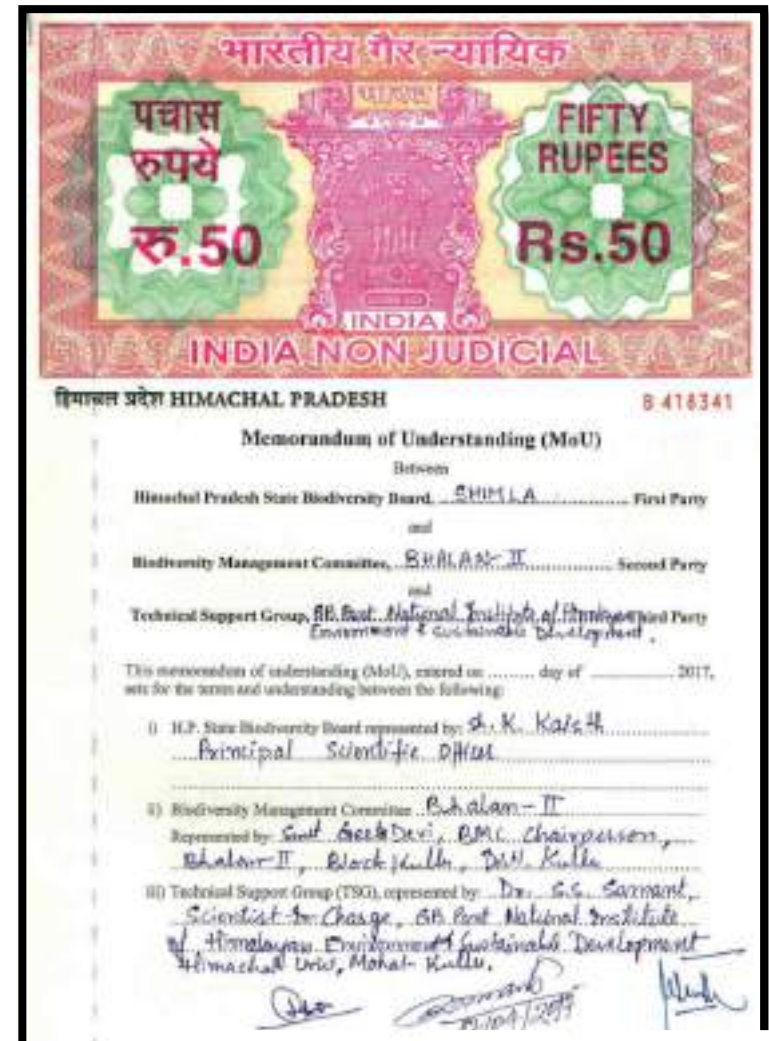 भारतीय गैर न्यायिक
पचास
रुपये
रु.50
FIFTY
RUPEES
Rs.50
INDIA
INDIA NON JUDICIAL
हिमाचल प्रदेश HIMACHAL PRADESH
B 416341
Memorandum of Understanding (MoU)
Between
Himachal Pradesh State Biodiversity Board, SHIMLA First Party
and
Biodiversity Management Committee, BHALAN-II Second Party
and
Technical Support Group, GB Pant National Institute of Himalayan Third Party
Environment & Sustainable Development.
This memorandum of understanding (MoU), entered on ......... day of .................. 2017,
sets for the terms and understanding between the following:
i) H.P. State Biodiversity Board represented by:
Principal Scientific Officer
ii) Biodiversity Management Committee Bhalan-II
Represented by: Smt Geeta Devi, BMC Chairperson,
Bhalan-II, Block Kullu, Distt. Kullu
iii) Technical Support Group (TSG), represented by: Dr. S.S. Samant,
Scientist In-Charge, GB Pant National Institute
of Himalayan Environment & Sustainable Development
Himachal Unit, Mohal- Kullu.